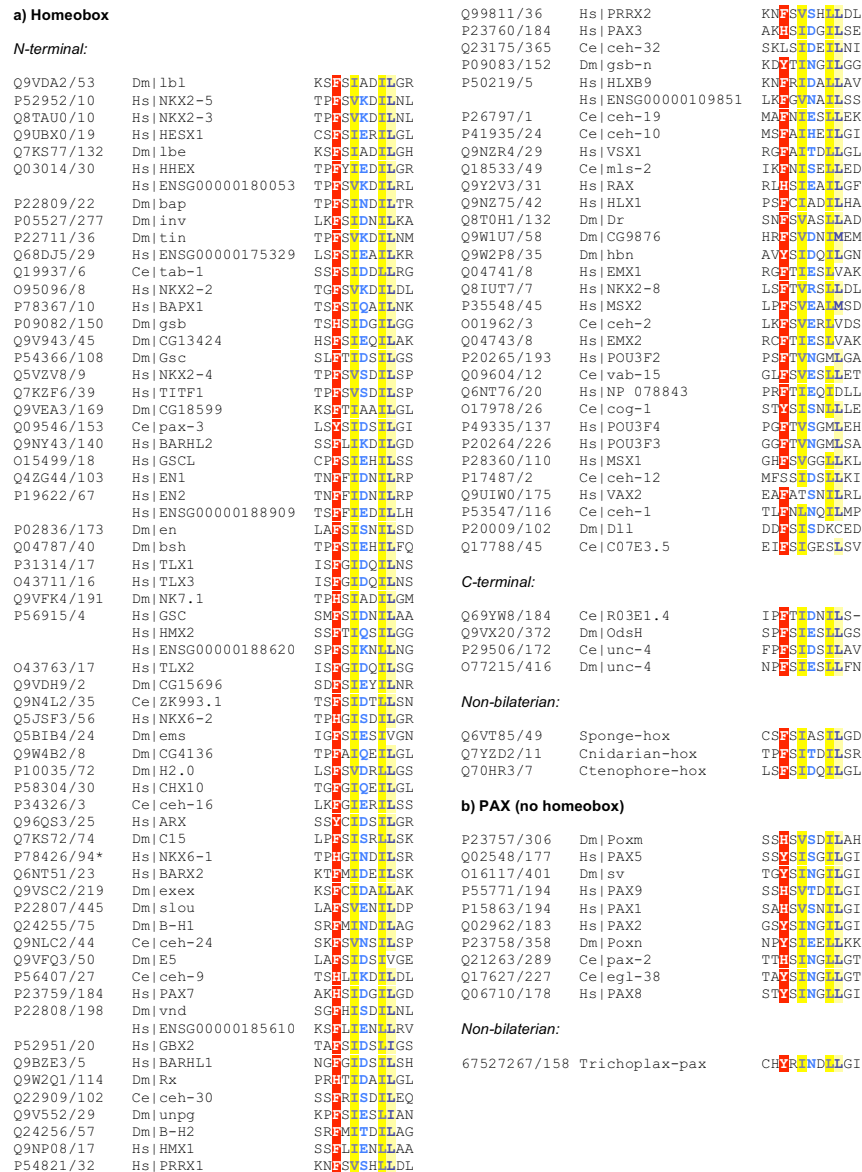 a) Homeobox
N-terminal:
Q9VDA2/53 Dm|lbl KSFSIADILGR
P52952/10 Hs|NKX2-5 TPFSVKDILNL
Q8TAU0/10 Hs|NKX2-3 TPFSVKDILNL
Q9UBX0/19 Hs|HESX1 CSFSIERILGL
Q7KS77/132 Dm|lbe KSFSIADILGH
Q03014/30 Hs|HHEX TPFYIEDILGR
Hs|ENSG00000180053 TPFSVKDILRL
P22809/22 Dm|bap TPFSINDILTR
P05527/277 Dm|inv LKFSIDNILKA
P22711/36 Dm|tin TPFSVKDILNM
Q68DJ5/29 Hs|ENSG00000175329 LSFSIEAILKR
Q19937/6 Ce|tab-1 SSFSIDDLLRG
O95096/8 Hs|NKX2-2 TGFSVKDILDL
P78367/10 Hs|BAPX1 TSFSIQAILNK
P09082/150 Dm|gsb TSHSIDGILGG
Q9V943/45 Dm|CG13424 HSFSIEQILAK
P54366/108 Dm|Gsc SLFTIDSILGS
Q5VZV8/9 Hs|NKX2-4 TPFSVSDILSP
Q7KZF6/39 Hs|TITF1 TPFSVSDILSP
Q9VEA3/169 Dm|CG18599 KSFTIAAILGL
Q09546/153 Ce|pax-3 LSYSIDSILGI
Q9NY43/140 Hs|BARHL2 SSFLIKDILGD
O15499/18 Hs|GSCL CPFSIEHILSS
Q4ZG44/103 Hs|EN1 TNFFIDNILRP
P19622/67 Hs|EN2 TNFFIDNILRP
Hs|ENSG00000188909 TSFFIEDILLH
P02836/173 Dm|en LAFSISNILSD
Q04787/40 Dm|bsh TPFSIEHILFQ
P31314/17 Hs|TLX1 ISFGIDQILNS
O43711/16 Hs|TLX3 ISFGIDQILNS
Q9VFK4/191 Dm|NK7.1 TPHSIADILGM
P56915/4 Hs|GSC SMFSIDNILAA
Hs|HMX2 SSFTIQSILGG
Hs|ENSG00000188620 SPFSIKNLLNG
O43763/17 Hs|TLX2 ISFGIDQILSG
Q9VDH9/2 Dm|CG15696 SDFSIEYILNR
Q9N4L2/35 Ce|ZK993.1 TSFSIDTLLSN
Q5JSF3/56 Hs|NKX6-2 TPHGISDILGR
Q5BIB4/24 Dm|ems IGFSIESIVGN
Q9W4B2/8 Dm|CG4136 TPFAIQEILGL
P10035/72 Dm|H2.0 LSFSVDRLLGS
P58304/30 Hs|CHX10 TGFGIQEILGL
P34326/3 Ce|ceh-16 LKFGIERILSS
Q96QS3/25 Hs|ARX SSYCIDSILGR
Q7KS72/74 Dm|C15 LPFSISRLLSK
P78426/94* Hs|NKX6-1 TPHGINDILSR
Q6NT51/23 Hs|BARX2 KTFMIDEILSK
Q9VSC2/219 Dm|exex KSFCIDALLAK
P22807/445 Dm|slou LAFSVENILDP
Q24255/75 Dm|B-H1 SRFMINDILAG
Q9NLC2/44 Ce|ceh-24 SKFSVNSILSP
Q9VFQ3/50 Dm|E5 LAFSIDSIVGE
P56407/27 Ce|ceh-9 TSHLIKDILDL
P23759/184 Hs|PAX7 AKHSIDGILGD
P22808/198 Dm|vnd SGFHISDILNL
Hs|ENSG00000185610 KSFLIENLLRV
P52951/20 Hs|GBX2 TAFSIDSLIGS
Q9BZE3/5 Hs|BARHL1 NGFGIDSILSH
Q9W2Q1/114 Dm|Rx PRHTIDAILGL
Q22909/102 Ce|ceh-30 SSFRISDILEQ
Q9V552/29 Dm|unpg KPFSIESLIAN
Q24256/57 Dm|B-H2 SRFMITDILAG
Q9NP08/17 Hs|HMX1 SSFLIENLLAA
P54821/32 Hs|PRRX1 KNFSVSHLLDL
Q99811/36 Hs|PRRX2 KNFSVSHLLDL
P23760/184 Hs|PAX3 AKHSIDGILSE
Q23175/365 Ce|ceh-32 SKLSIDEILNI
P09083/152 Dm|gsb-n KDYTINGILGG
P50219/5 Hs|HLXB9 KNFRIDALLAV
Hs|ENSG00000109851 LKFGVNAILSS
P26797/1 Ce|ceh-19 MAFNIESLLEK
P41935/24 Ce|ceh-10 MSFAIHEILGI
Q9NZR4/29 Hs|VSX1 RGFAITDLLGL
Q18533/49 Ce|mls-2 IKFNISELLED
Q9Y2V3/31 Hs|RAX RLHSIEAILGF
Q9NZ75/42 Hs|HLX1 PSFCIADILHA
Q8T0H1/132 Dm|Dr SNFSVASLLAD
Q9W1U7/58 Dm|CG9876 HRFSVDNIMEM
Q9W2P8/35 Dm|hbn AVYSIDQILGN
Q04741/8 Hs|EMX1 RGFTIESLVAK
Q8IUT7/7 Hs|NKX2-8 LSFTVRSLLDL
P35548/45 Hs|MSX2 LPFSVEALMSD
O01962/3 Ce|ceh-2 LKFSVERLVDS
Q04743/8 Hs|EMX2 RCFTIESLVAK
P20265/193 Hs|POU3F2 PSFTVNGMLGA
Q09604/12 Ce|vab-15 GLFSVESLLET
Q6NT76/20 Hs|NP 078843 PRFTIEQIDLL
O17978/26 Ce|cog-1 STYSISNLLLE
P49335/137 Hs|POU3F4 PGFTVSGMLEH
P20264/226 Hs|POU3F3 GGFTVNGMLSA
P28360/110 Hs|MSX1 GHFSVGGLLKL
P17487/2 Ce|ceh-12 MFSSIDSLLKI
Q9UIW0/175 Hs|VAX2 EAFATSNILRL
P53547/116 Ce|ceh-1 TLFNLNQILMP
P20009/102 Dm|Dll DDFSISDKCED
Q17788/45 Ce|C07E3.5 EIFSIGESLSV
C-terminal:
Q69YW8/184 Ce|R03E1.4 IPFTIDNILS-
Q9VX20/372 Dm|OdsH SPFSIESLLGS
P29506/172 Ce|unc-4 FPFSIDSILAV
O77215/416 Dm|unc-4 NPFSIESLLFN
Non-bilaterian:
Q6VT85/49 Sponge-hox CSFSIASILGD
Q7YZD2/11 Cnidarian-hox TPFSITDILSR
Q70HR3/7 Ctenophore-hox LSFSIDQILGL
b) PAX (no homeobox)
P23757/306 Dm|Poxm SSHSVSDILAH
Q02548/177 Hs|PAX5 SSYSISGILGI
O16117/401 Dm|sv TGYSINGILGI
P55771/194 Hs|PAX9 SSHSVTDILGI
P15863/194 Hs|PAX1 SAHSVSNILGI
Q02962/183 Hs|PAX2 GSYSINGILGI
P23758/358 Dm|Poxn NPYSIEELLKK
Q21263/289 Ce|pax-2 TTHSINGLLGT
Q17627/227 Ce|egl-38 TAYSINGLLGT
Q06710/178 Hs|PAX8 STYSINGLLGI
Non-bilaterian:
67527267/158 Trichoplax-pax CHYRINDLLGI